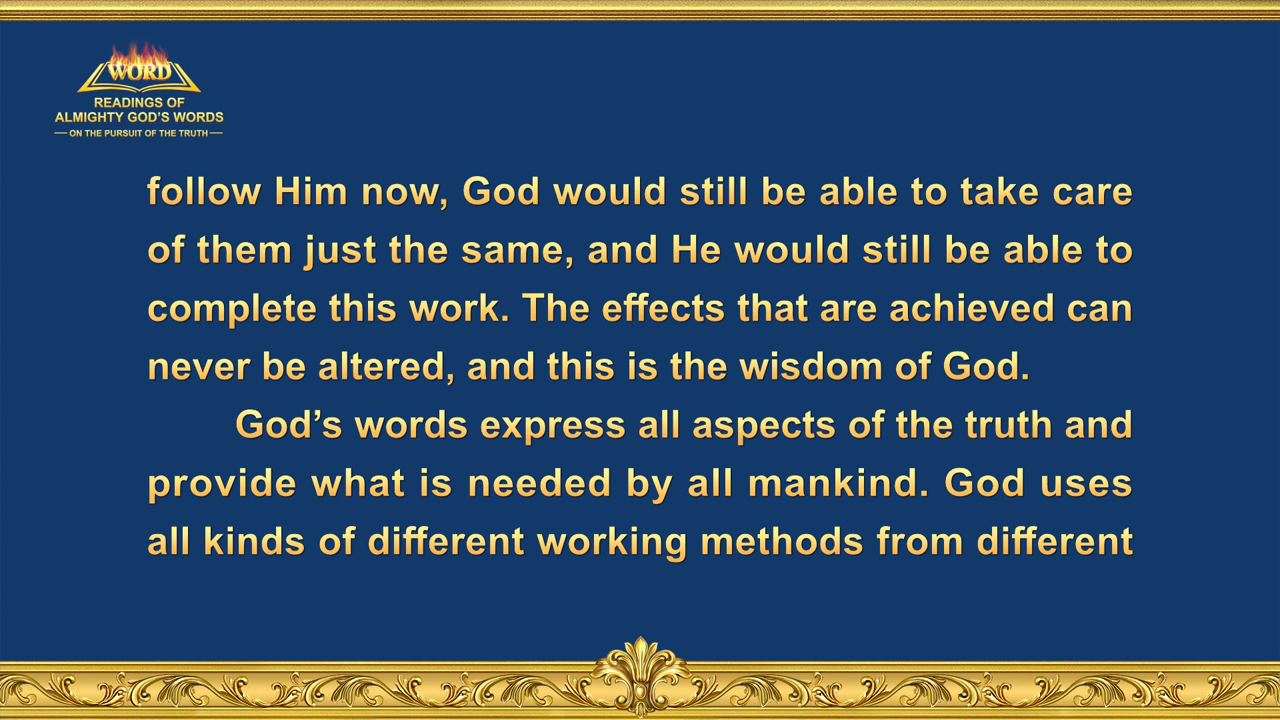 WORD
READINGS OF
ALMIGHTY GOD’S WORDS
ON THE PURSUIT OF THE TRUTH
follow Him now, God would still be able to take care
of them just the same, and He would still be able to
complete this work. The effects that are achieved can
never be altered, and this is the wisdom of God.
God’s words express all aspects of the truth and
provide what is needed by all mankind. God uses
all kinds of different working methods from different